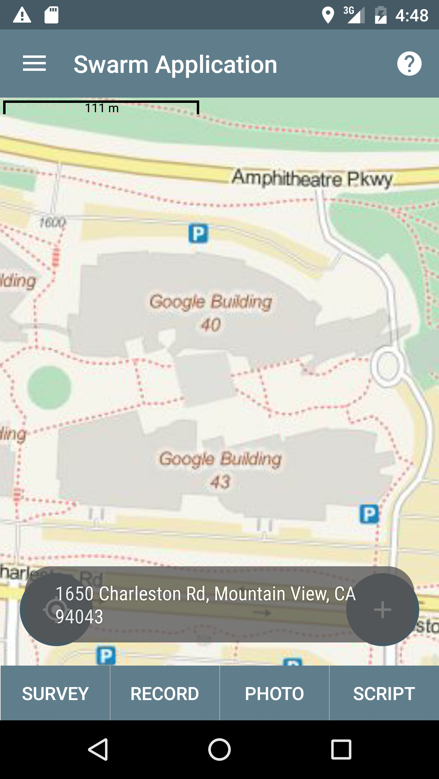 3G 4:48
Swarm Application ?
111 m
Amphitheatre Pkwy
1600
P
lding
Google Building
40
ding
Google Building
43
P
harleston Rd
1650 Charleston Rd, Mountain View, CA
94043
+
P
SURVEY RECORD PHOTO SCRIPT